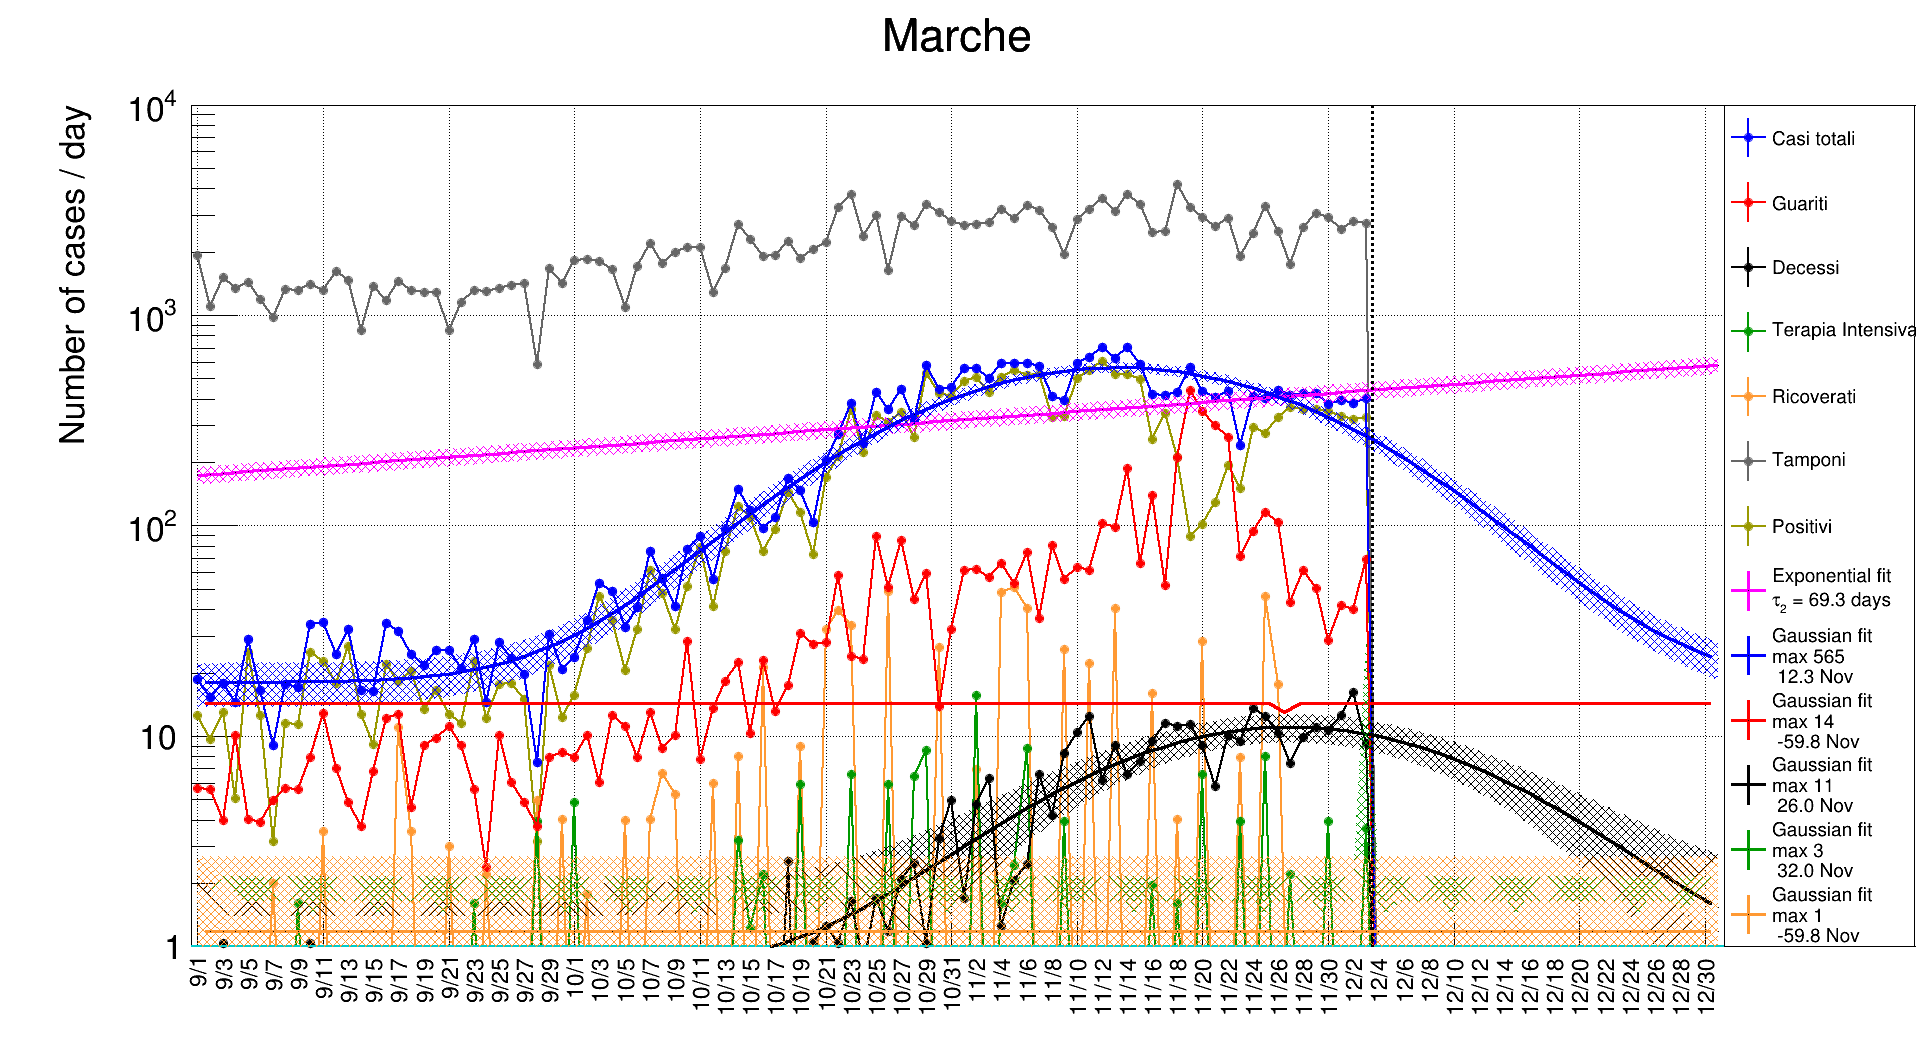 Marche
Number of cases / day
10⁴
10³
10²
10
1
9/1 9/3 9/5 9/7 9/9 9/11 9/13 9/15 9/17 9/19 9/21 9/23 9/25 9/27 9/29 10/1 10/3 10/5 10/7 10/9 10/11 10/13 10/15 10/17 10/19 10/21 10/23 10/25 10/27 10/29 10/31 11/2 11/4 11/6 11/8 11/10 11/12 11/14 11/16 11/18 11/20 11/22 11/24 11/26 11/28 11/30 12/2 12/4 12/6 12/8 12/10 12/12 12/14 12/16 12/18 12/20 12/22 12/24 12/26 12/28 12/30
Casi totali
Guariti
Decessi
Terapia Intensiva
Ricoverati
Tamponi
Positivi
Exponential fit
τ₂ = 69.3 days
Gaussian fit
max 565
12.3 Nov
Gaussian fit
max 14
-59.8 Nov
Gaussian fit
max 11
26.0 Nov
Gaussian fit
max 3
32.0 Nov
Gaussian fit
max 1
-59.8 Nov